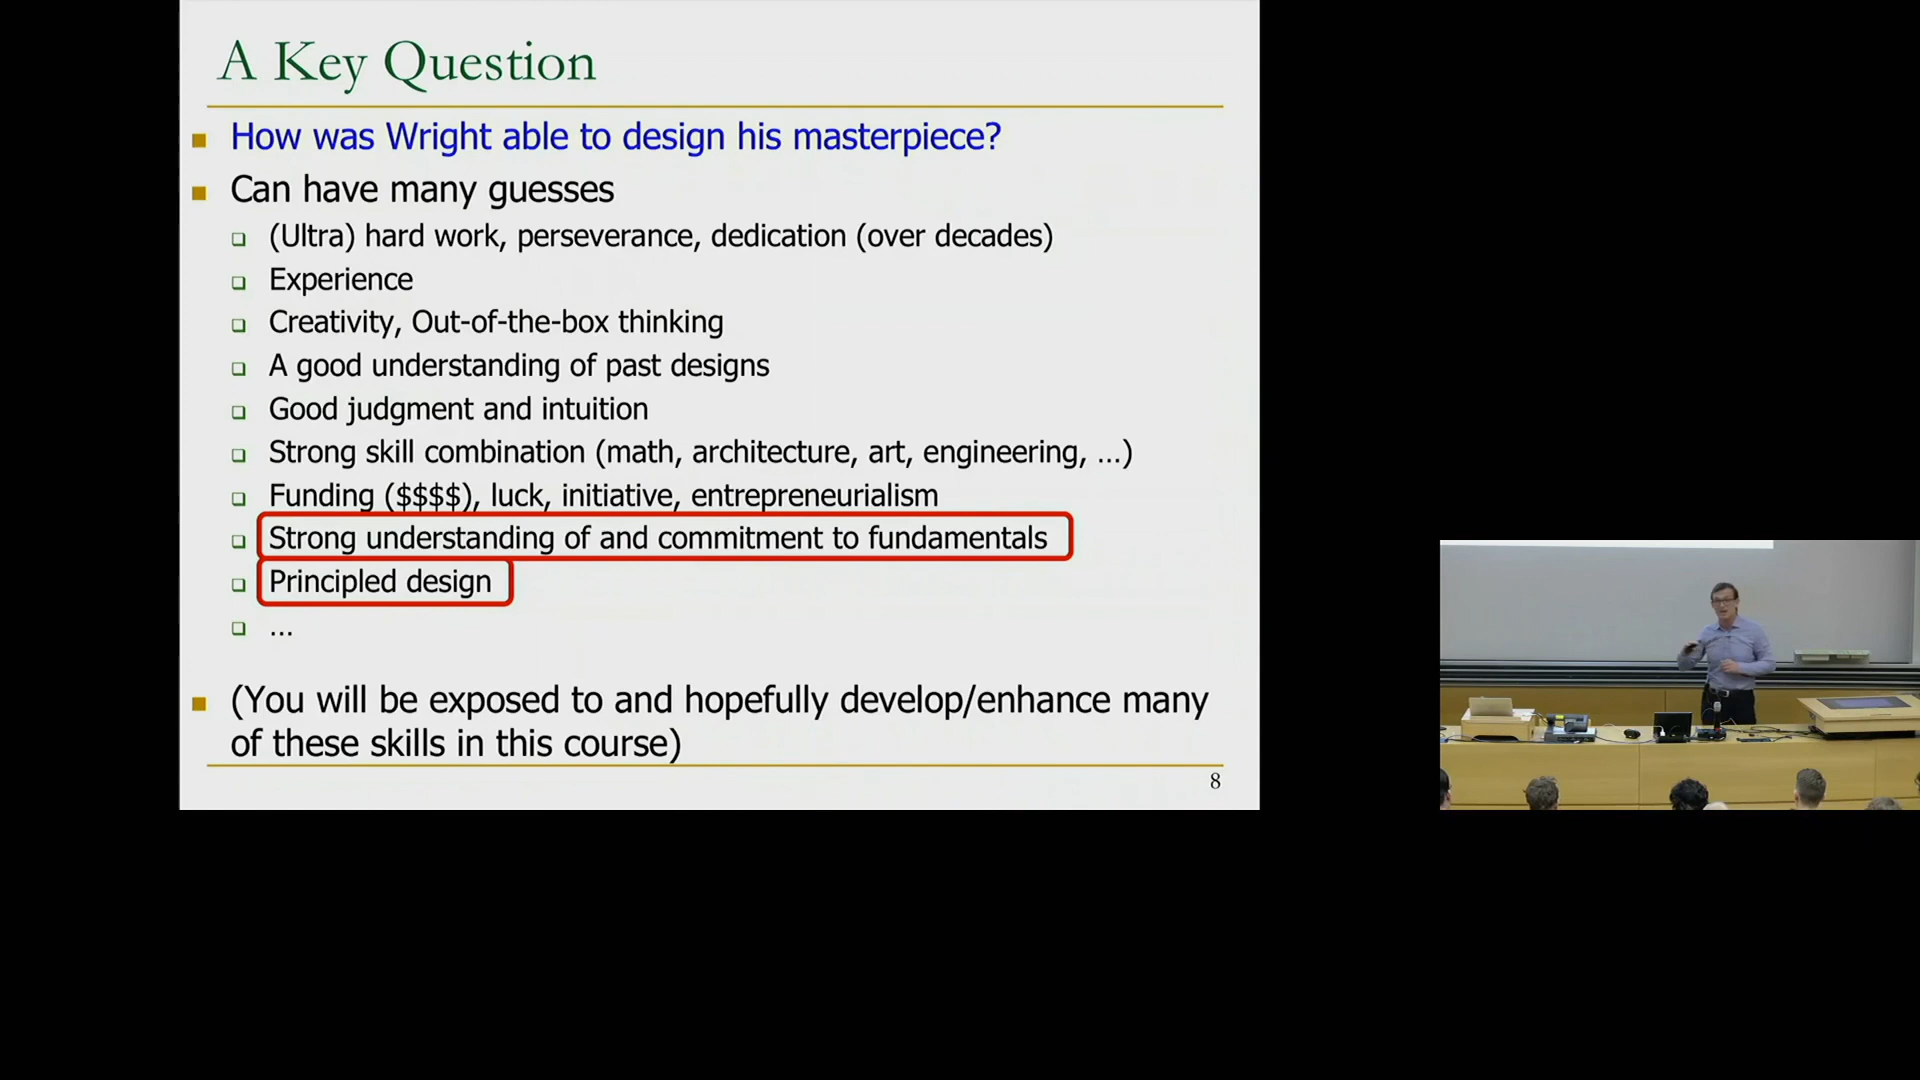 A Key Question
How was Wright able to design his masterpiece?
Can have many guesses
(Ultra) hard work, perseverance, dedication (over decades)
Experience
Creativity, Out-of-the-box thinking
A good understanding of past designs
Good judgment and intuition
Strong skill combination (math, architecture, art, engineering, ...)
Funding ($$$$), luck, initiative, entrepreneurialism
Strong understanding of and commitment to fundamentals
Principled design
...
(You will be exposed to and hopefully develop/enhance many
of these skills in this course)
8